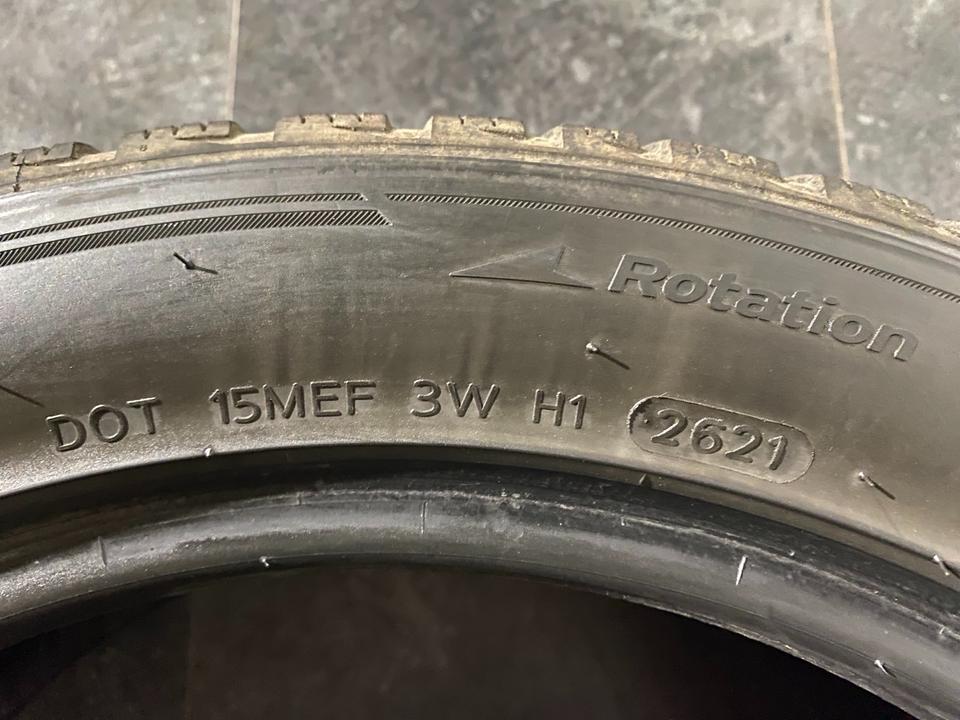 Rotation
DOT 15MEF 3W H1 2621